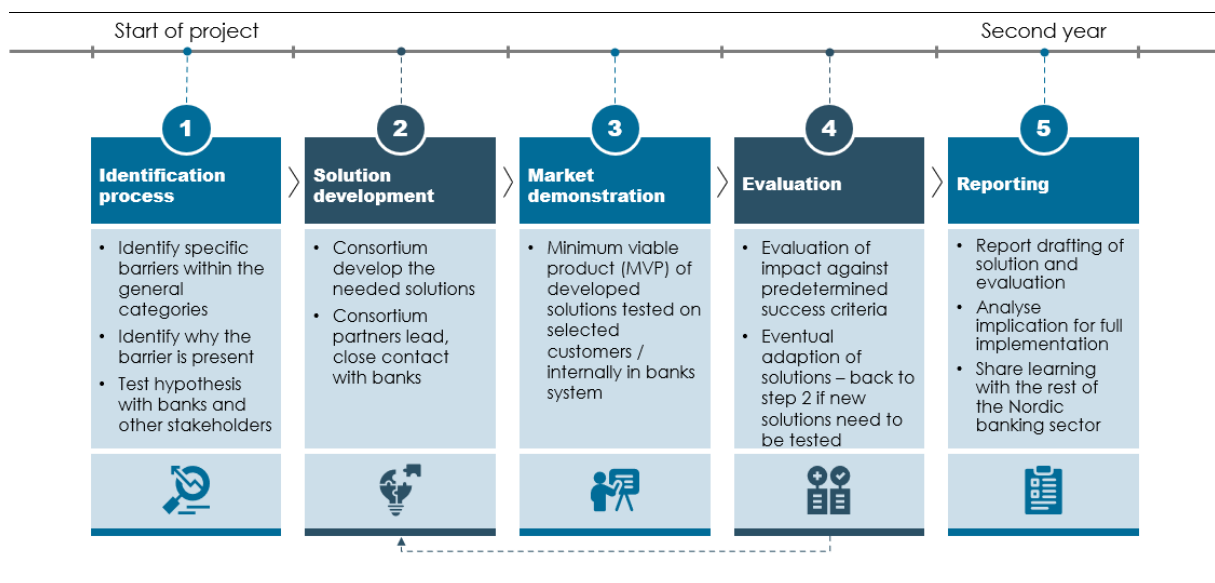 Start of project
Second year
1
Identification
process
• Identify specific
barriers within the
general
categories
• Identify why the
barrier is present
• Test hypothesis
with banks and
other stakeholders
2
Solution
development
• Consortium
develop the
needed solutions
• Consortium
partners lead,
close contact
with banks
3
Market
demonstration
• Minimum viable
product (MVP) of
developed
solutions tested on
selected
customers /
internally in banks
system
4
Evaluation
• Evaluation of
impact against
predetermined
success criteria
• Eventual
adaption of
solutions – back to
step 2 if new
solutions need to
be tested
5
Reporting
• Report drafting of
solution and
evaluation
• Analyse
implication for full
implementation
• Share learning
with the rest of
the Nordic
banking sector